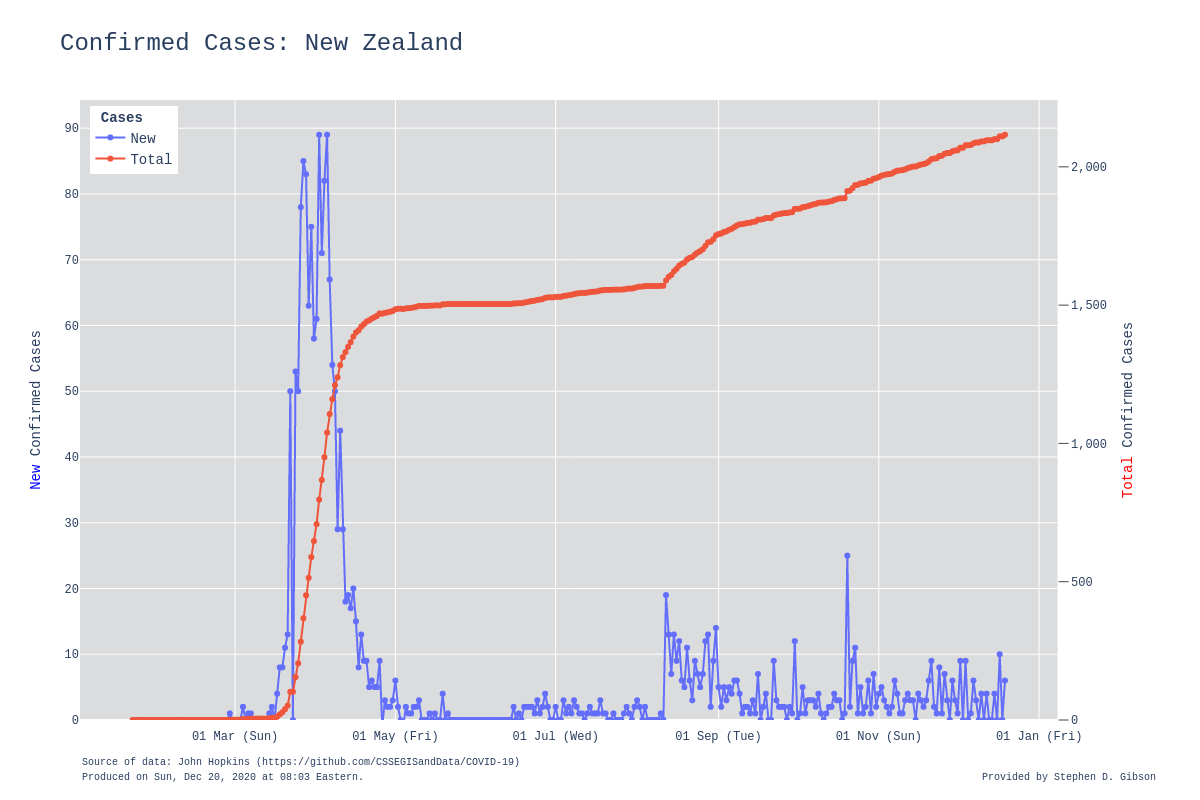 Confirmed Cases: New Zealand
Cases
New
Total
90
80
70
60
50
40
30
20
10
0
New Confirmed Cases
2,000
1,500
1,000
500
0
Total Confirmed Cases
01 Mar (Sun) 01 May (Fri) 01 Jul (Wed) 01 Sep (Tue) 01 Nov (Sun) 01 Jan (Fri)
Source of data: John Hopkins (https://github.com/CSSEGISandData/COVID-19)
Produced on Sun, Dec 20, 2020 at 08:03 Eastern.
Provided by Stephen D. Gibson